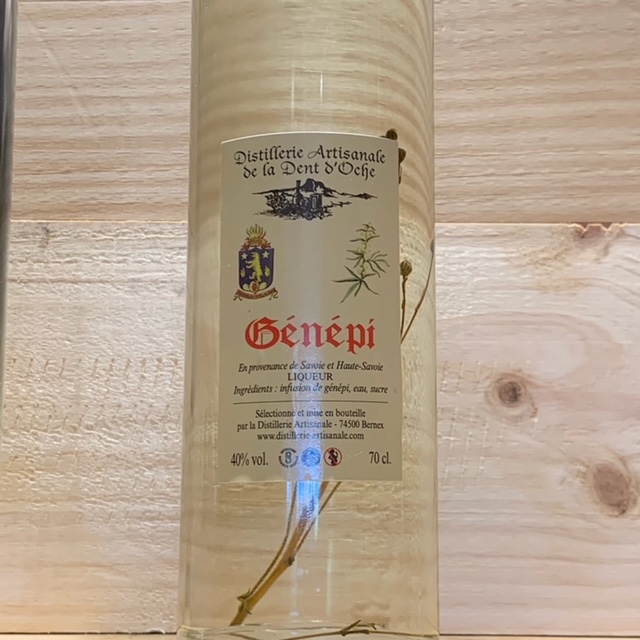 Distillerie Artisanale
de la Dent d'Oche
Génépi
En provenance de Savoie et Haute-Savoie
LIQUEUR
Ingrédients : infusion de génépi, eau, sucre
Sélectionné et mise en bouteille
par la Distillerie Artisanale - 74500 Bernex
www.distillerie-artisanale.com
40% vol. 70 cl.